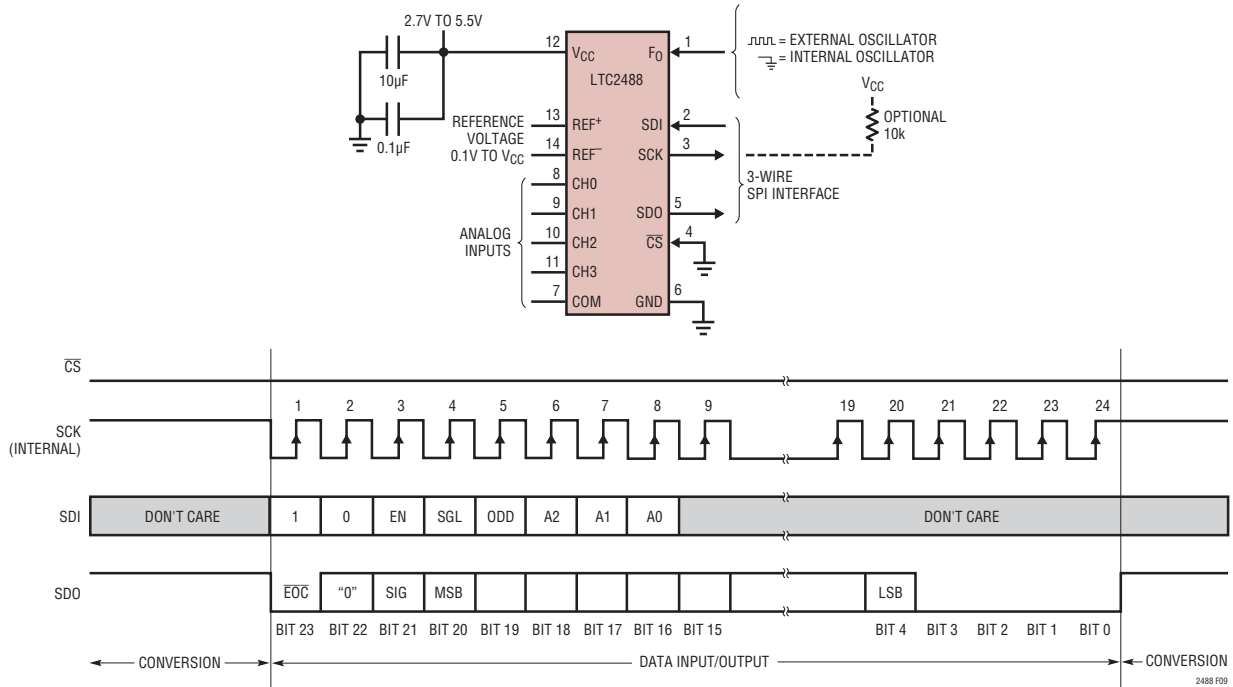 2.7V TO 5.5V
10µF
0.1µF
12
VCC
FO
1
LTC2488
= EXTERNAL OSCILLATOR
= INTERNAL OSCILLATOR
VCC
OPTIONAL
10k
REFERENCE
VOLTAGE
0.1V TO VCC
13
REF+
14
REF–
SDI
2
SCK
3
3-WIRE
SPI INTERFACE
ANALOG
INPUTS
8
CH0
9
CH1
10
CH2
11
CH3
7
COM
SDO
5
CS
4
GND
6
CS
SCK
(INTERNAL)
1 2 3 4 5 6 7 8 9 19 20 21 22 23 24
SDI
DON'T CARE 1 0 EN SGL ODD A2 A1 A0 DON'T CARE
SDO
EOC "0" SIG MSB LSB
BIT 23 BIT 22 BIT 21 BIT 20 BIT 19 BIT 18 BIT 17 BIT 16 BIT 15 BIT 4 BIT 3 BIT 2 BIT 1 BIT 0
CONVERSION DATA INPUT/OUTPUT CONVERSION
2488 F09